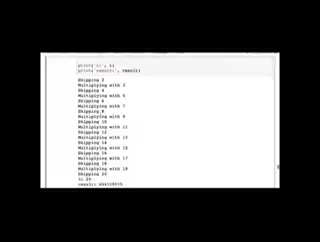 print('i:', i)
print('result:', result)
Skipping 2
Multiplying with 3
Skipping 4
Multiplying with 5
Skipping 6
Multiplying with 7
Skipping 8
Multiplying with 9
Skipping 10
Multiplying with 11
Skipping 12
Multiplying with 13
Skipping 14
Multiplying with 15
Skipping 16
Multiplying with 17
Skipping 18
Multiplying with 19
Skipping 20
i: 20
result: